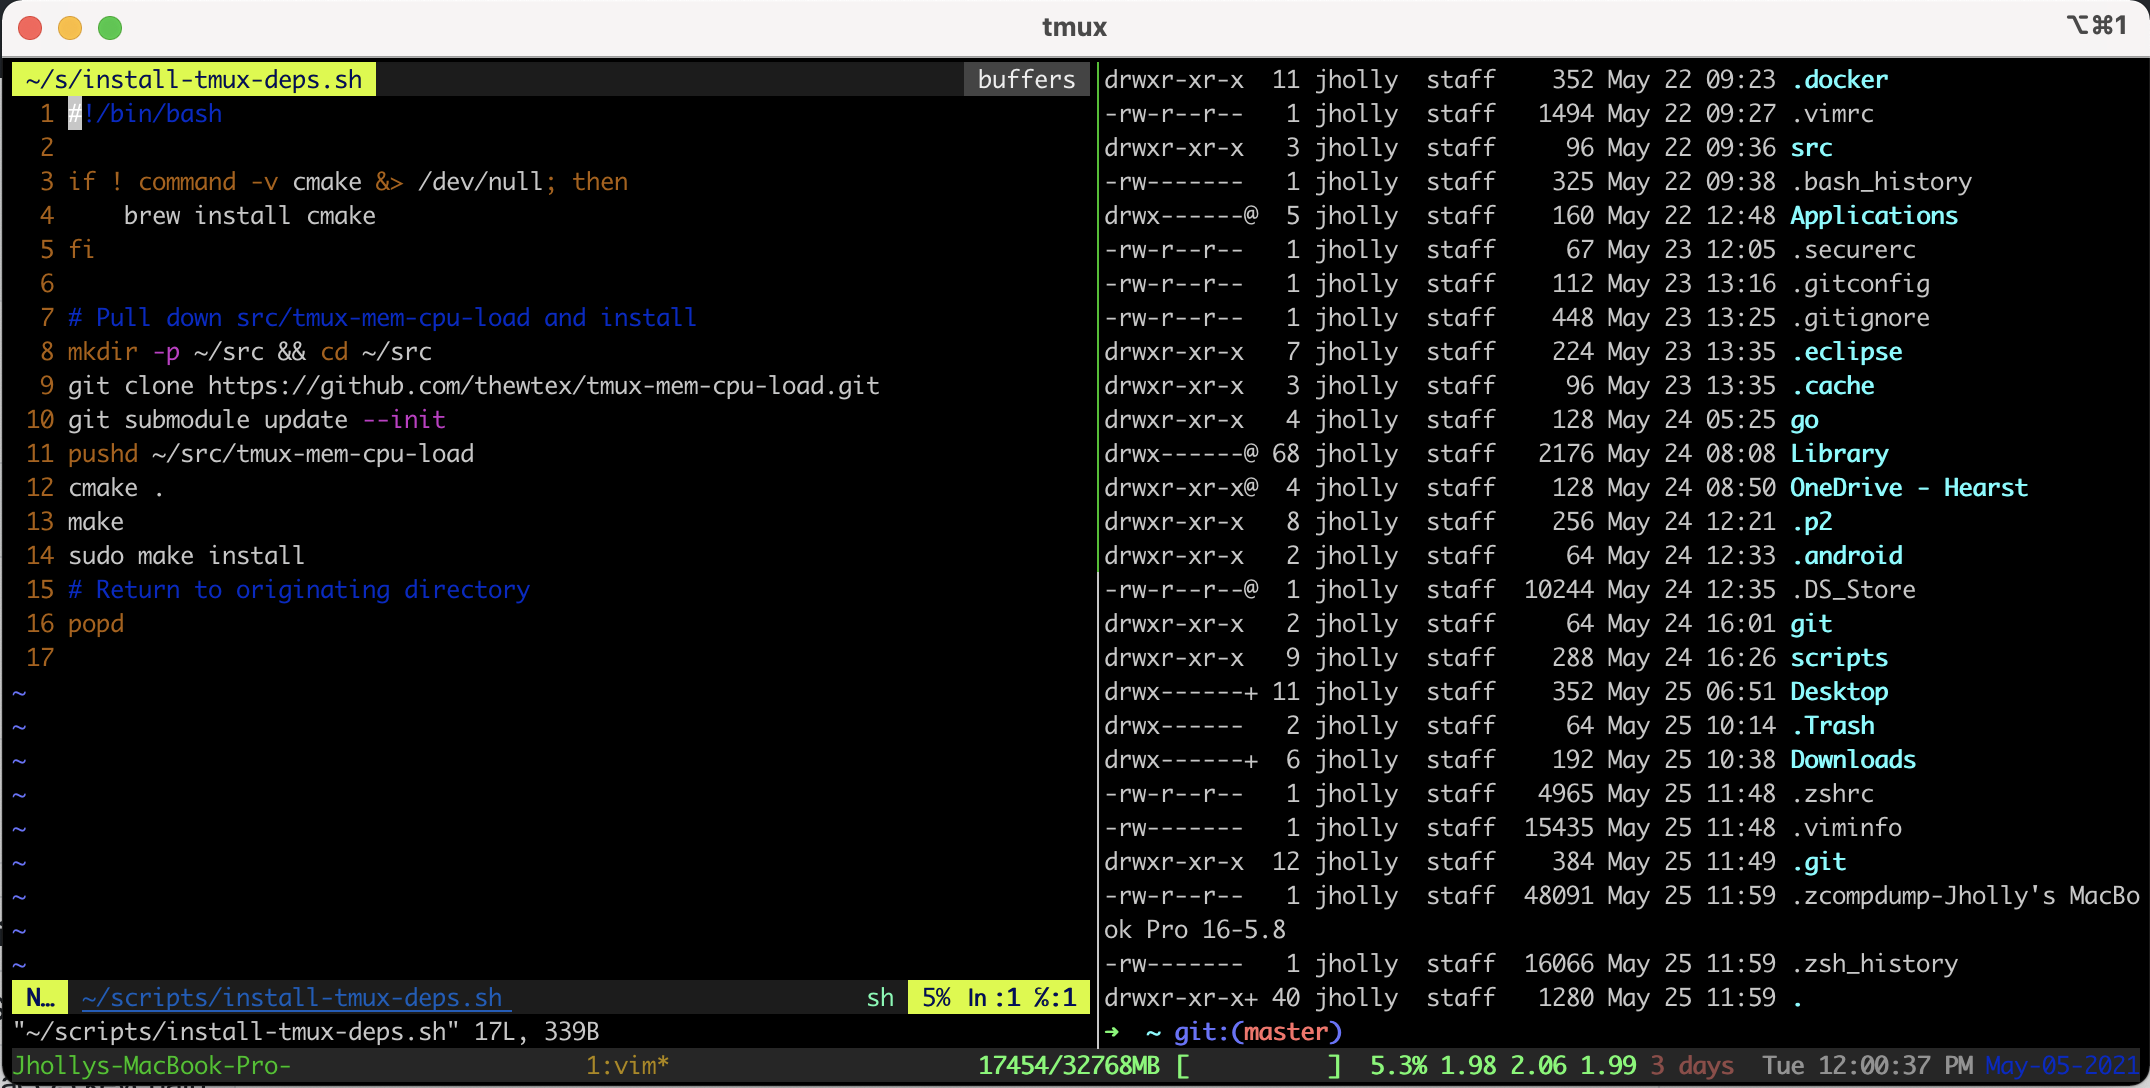 tmux
⌥⌘1
~/s/install-tmux-deps.sh buffers
1 #!/bin/bash
2
3 if ! command -v cmake &> /dev/null; then
4     brew install cmake
5 fi
6
7 # Pull down src/tmux-mem-cpu-load and install
8 mkdir -p ~/src && cd ~/src
9 git clone https://github.com/thewtex/tmux-mem-cpu-load.git
10 git submodule update --init
11 pushd ~/src/tmux-mem-cpu-load
12 cmake .
13 make
14 sudo make install
15 # Return to originating directory
16 popd
17
~
~
~
~
~
~
~
~
~
N… ~/scripts/install-tmux-deps.sh sh 5% ln :1 ℅:1
"~/scripts/install-tmux-deps.sh" 17L, 339B
drwxr-xr-x  11 jholly  staff    352 May 22 09:23 .docker
-rw-r--r--   1 jholly  staff   1494 May 22 09:27 .vimrc
drwxr-xr-x   3 jholly  staff     96 May 22 09:36 src
-rw-------   1 jholly  staff    325 May 22 09:38 .bash_history
drwx------@  5 jholly  staff    160 May 22 12:48 Applications
-rw-r--r--   1 jholly  staff     67 May 23 12:05 .securerc
-rw-r--r--   1 jholly  staff    112 May 23 13:16 .gitconfig
-rw-r--r--   1 jholly  staff    448 May 23 13:25 .gitignore
drwxr-xr-x   7 jholly  staff    224 May 23 13:35 .eclipse
drwxr-xr-x   3 jholly  staff     96 May 23 13:35 .cache
drwxr-xr-x   4 jholly  staff    128 May 24 05:25 go
drwx------@ 68 jholly  staff   2176 May 24 08:08 Library
drwxr-xr-x@  4 jholly  staff    128 May 24 08:50 OneDrive - Hearst
drwxr-xr-x   8 jholly  staff    256 May 24 12:21 .p2
drwxr-xr-x   2 jholly  staff     64 May 24 12:33 .android
-rw-r--r--@  1 jholly  staff  10244 May 24 12:35 .DS_Store
drwxr-xr-x   2 jholly  staff     64 May 24 16:01 git
drwxr-xr-x   9 jholly  staff    288 May 24 16:26 scripts
drwx------+ 11 jholly  staff    352 May 25 06:51 Desktop
drwx------   2 jholly  staff     64 May 25 10:14 .Trash
drwx------+  6 jholly  staff    192 May 25 10:38 Downloads
-rw-r--r--   1 jholly  staff   4965 May 25 11:48 .zshrc
-rw-------   1 jholly  staff  15435 May 25 11:48 .viminfo
drwxr-xr-x  12 jholly  staff    384 May 25 11:49 .git
-rw-r--r--   1 jholly  staff  48091 May 25 11:59 .zcompdump-Jholly's MacBo
ok Pro 16-5.8
-rw-------   1 jholly  staff  16066 May 25 11:59 .zsh_history
drwxr-xr-x+ 40 jholly  staff   1280 May 25 11:59 .
➜  ~ git:(master)
Jhollys-MacBook-Pro- 1:vim* 17454/32768MB [          ]  5.3% 1.98 2.06 1.99 3 days  Tue 12:00:37 PM May-05-2021